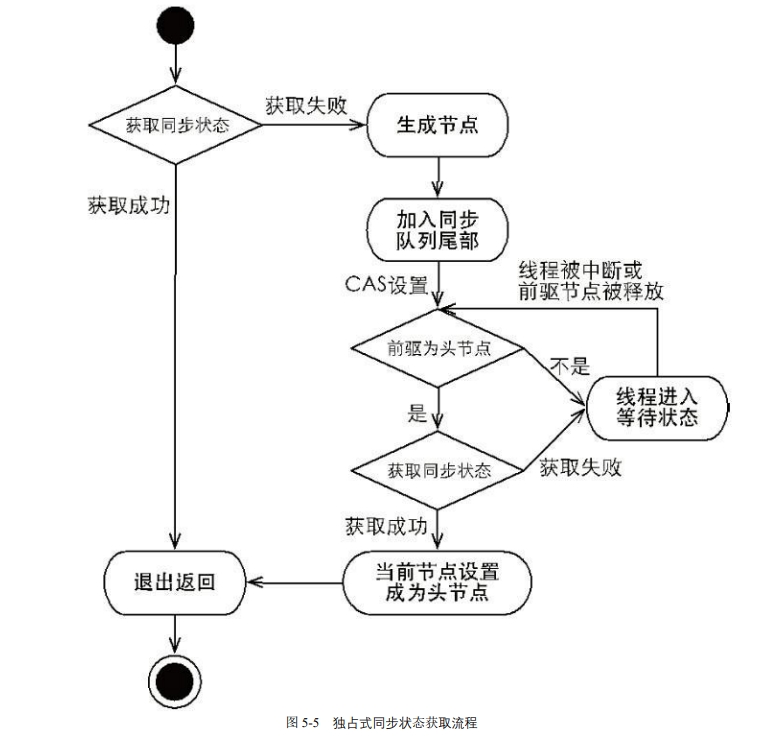 获取同步状态
获取失败
生成节点
获取成功
加入同步
队列尾部
CAS设置
线程被中断或
前驱节点被释放
前驱为头节点
不是
线程进入
等待状态
是
获取同步状态
获取失败
获取成功
退出返回
当前节点设置
成为头节点
图 5-5 独占式同步状态获取流程